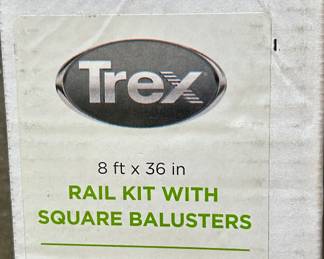 Trex
8 ft x 36 in
RAIL KIT WITH
SQUARE BALUSTERS